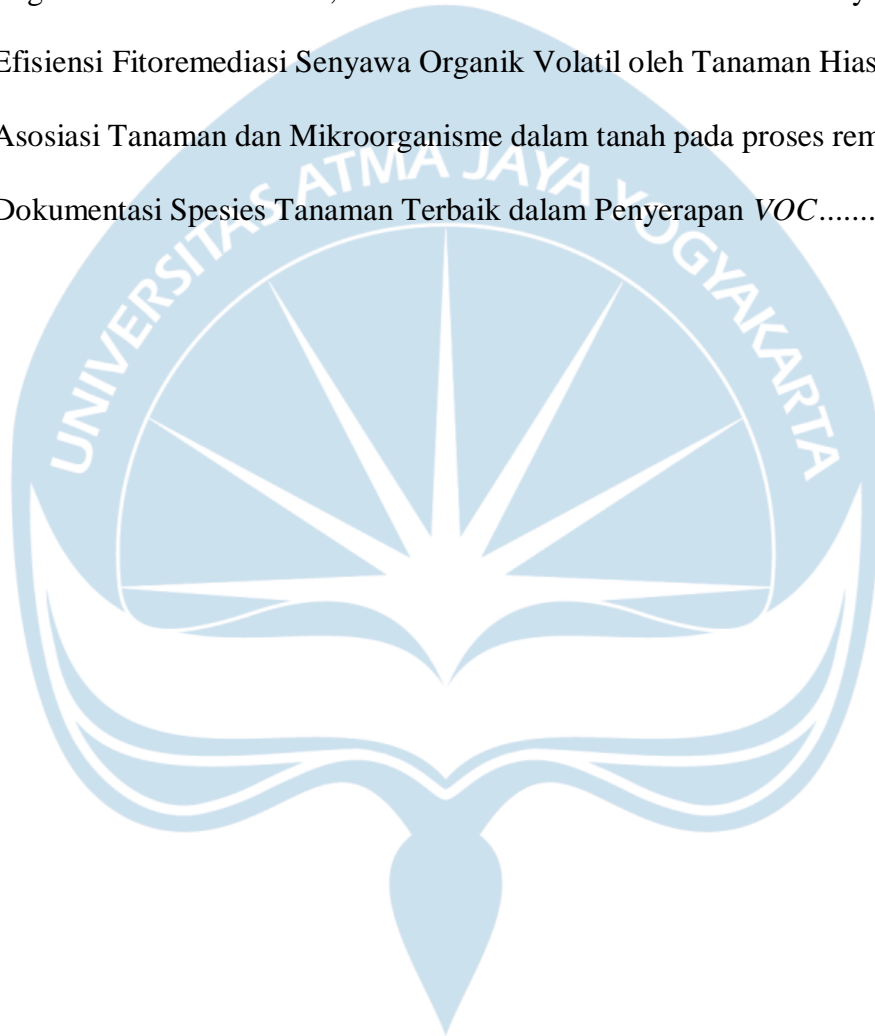 Efisiensi Fitoremediasi Senyawa Organik Volatil oleh Tanaman Hias
Asosiasi Tanaman dan Mikroorganisme dalam tanah pada proses rem
Dokumentasi Spesies Tanaman Terbaik dalam Penyerapan VOC.......
UNIVERSITAS ATMA JAYA YOGYAKARTA